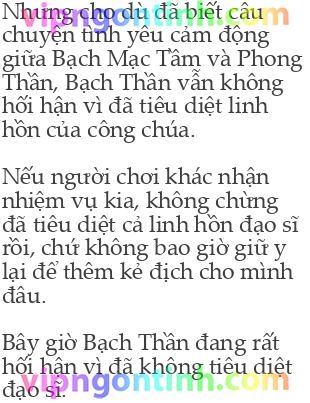 Nhưng cho dù đã biết câu
chuyện tình yêu cảm động
giữa Bạch Mạc Tâm và Phong
Thần, Bạch Thần vẫn không
hối hận vì đã tiêu diệt linh
hồn của công chúa.
Nếu người chơi khác nhận
nhiệm vụ kia, không chừng
đã tiêu diệt cả linh hồn đạo sĩ
rồi, chứ không bao giờ giữ y
lại để thêm kẻ địch cho mình
đâu.
Bây giờ Bạch Thần đang rất
hối hận vì đã không tiêu diệt
đạo sĩ.
vipngontinh.com
vipngontinh.com
vipngontinh.com